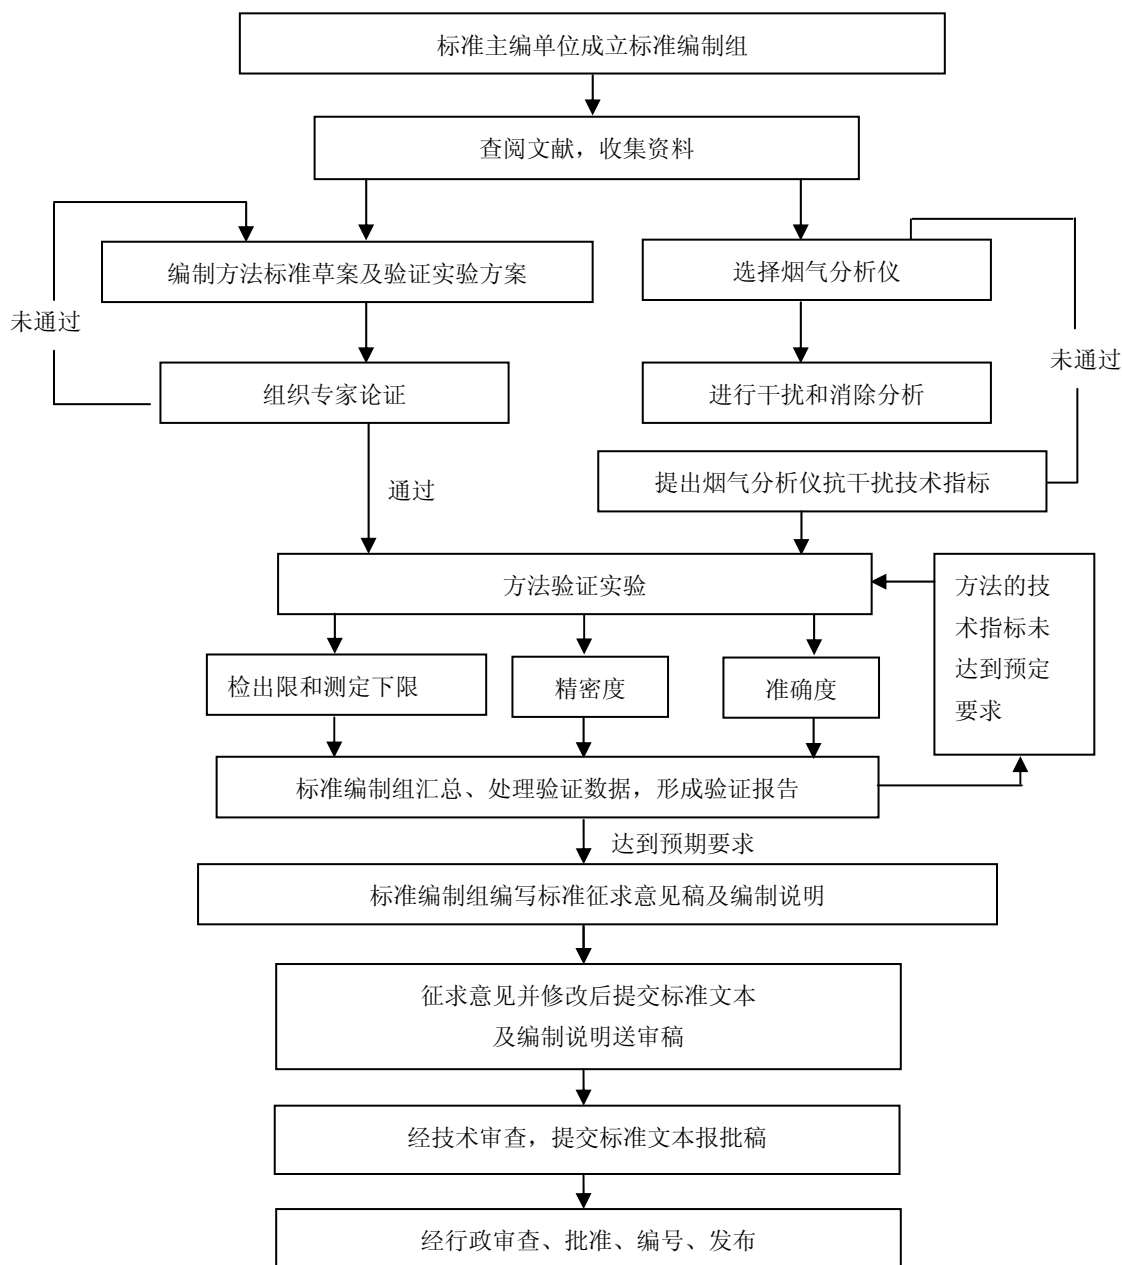 标准主编单位成立标准编制组
查阅文献，收集资料
编制方法标准草案及验证实验方案
选择烟气分析仪
未通过
未通过
组织专家论证
进行干扰和消除分析
通过
提出烟气分析仪抗干扰技术指标
方法验证实验
方法的技
术指标未
达到预定
要求
检出限和测定下限
精密度
准确度
标准编制组汇总、处理验证数据，形成验证报告
达到预期要求
标准编制组编写标准征求意见稿及编制说明
征求意见并修改后提交标准文本
及编制说明送审稿
经技术审查，提交标准文本报批稿
经行政审查、批准、编号、发布